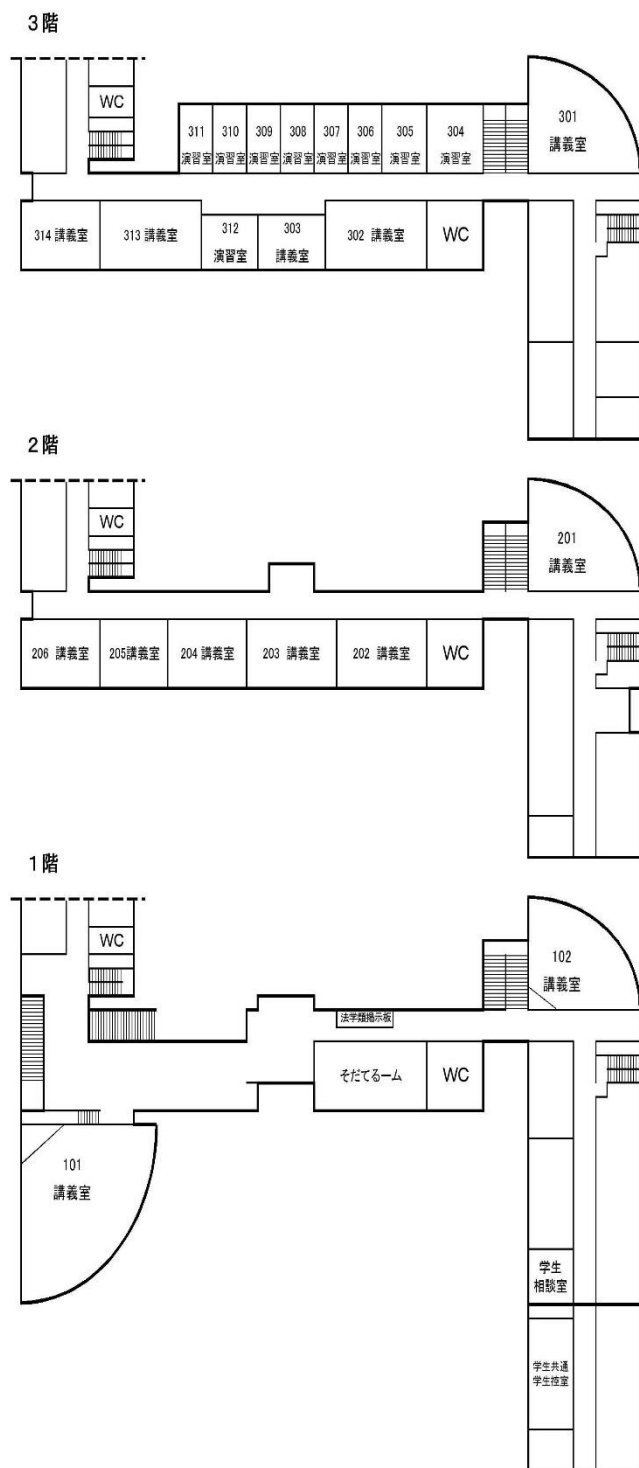 3階
WC
311
演習室
310
演習室
309
演習室
308
演習室
307
演習室
306
演習室
305
演習室
304
演習室
301
講義室
314 講義室
313 講義室
312
演習室
303
講義室
302 講義室
WC
2階
WC
201
講義室
206 講義室
205講義室
204 講義室
203 講義室
202 講義室
WC
1階
WC
102
講義室
法学類掲示板
そだてるーム
WC
101
講義室
学生
相談室
学生共通
学生控室